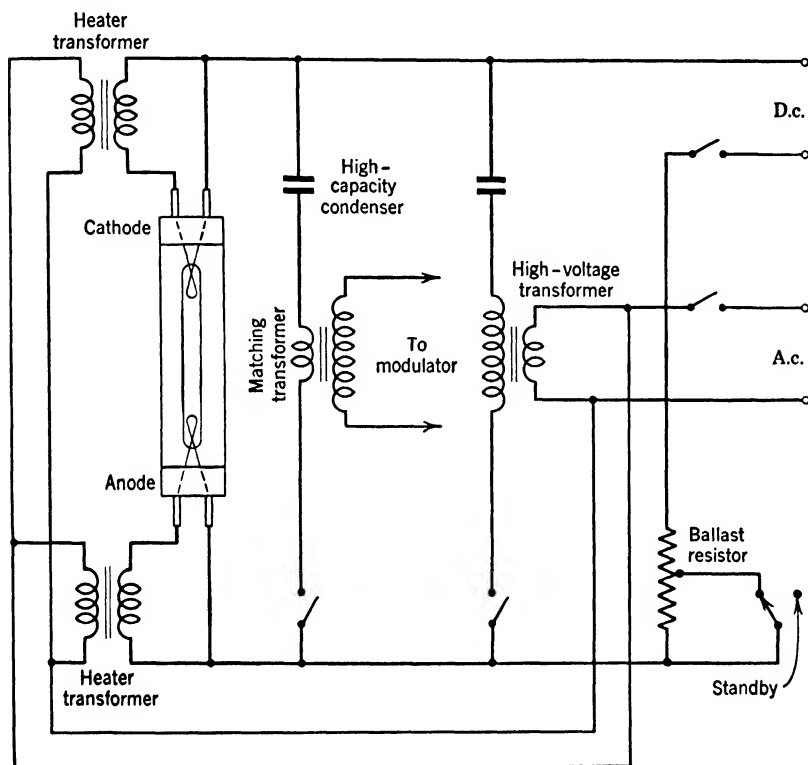 Heater
transformer
D.c.
High-
capacity
condenser
Cathode
High-voltage
transformer
Matching
transformer
To
modulator
A.c.
Anode
Ballast
resistor
Heater
transformer
Standby